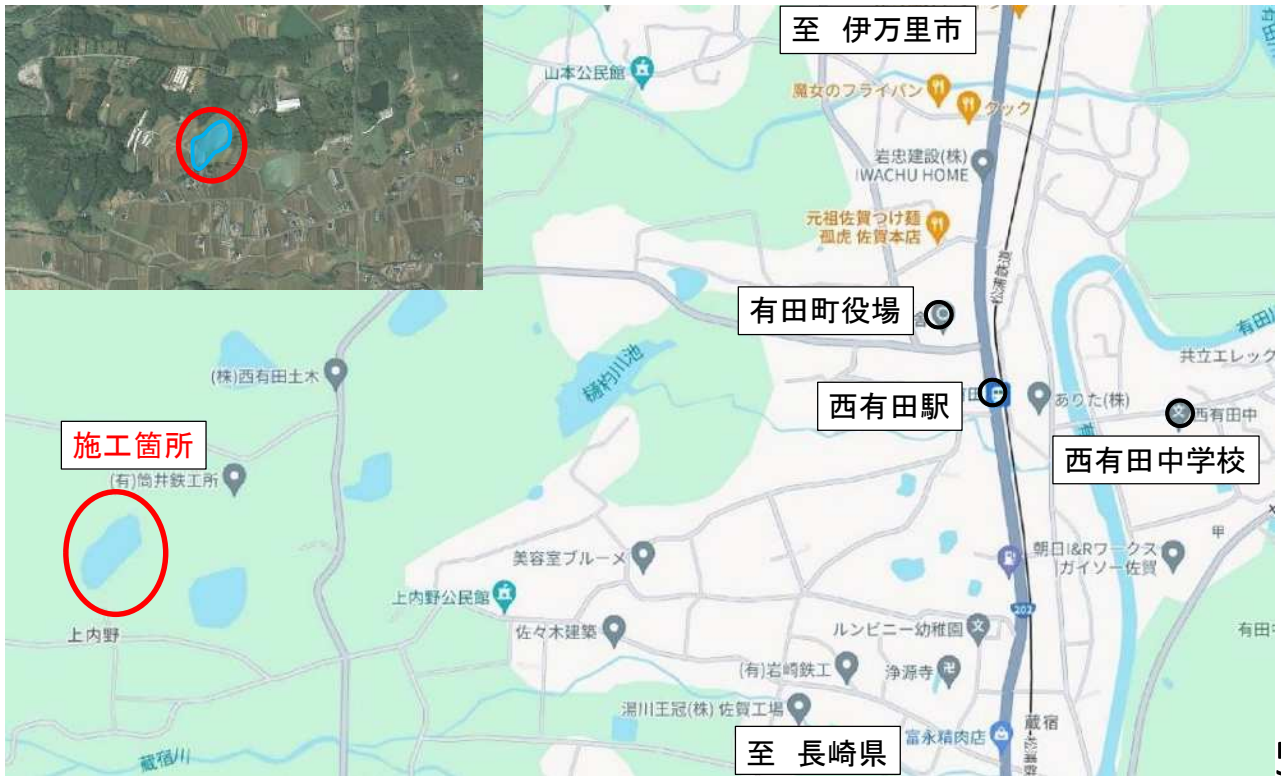 至 伊万里市
山本公民館
魔女のフライパン
クック
岩忠建設(株)
IWACHU HOME
元祖佐賀つけ麺
孤虎 佐賀本店
松浦鉄道
有田町役場
有田川
共立エレック
樋杓川池
(株)西有田土木
西有田駅
ありた(株)
西有田中
西有田中学校
施工箇所
(有)筒井鉄工所
甲
朝日I&Rワークス
ガイソー佐賀
美容室ブルーメ
上内野公民館
202
上内野
佐々木建築
ルンビニー幼稚園
(有)岩崎鉄工
浄源寺
湯川王冠(株) 佐賀工場
蔵宿
富永精肉店
至 長崎県
蔵宿川